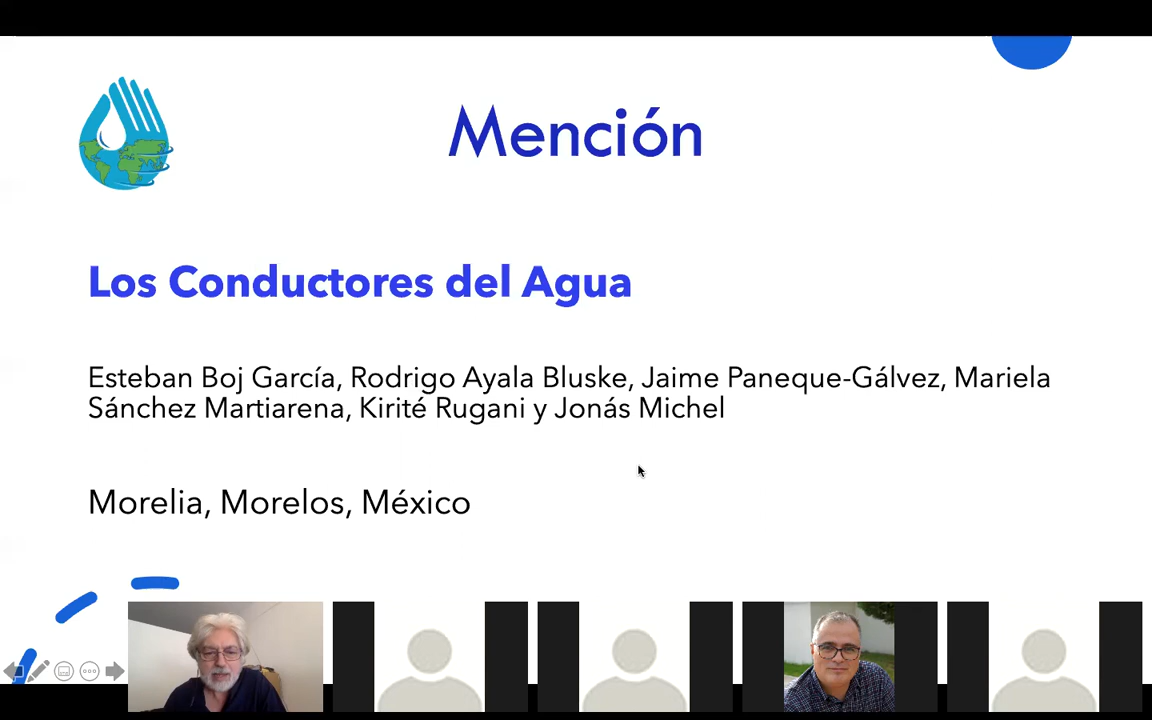 Mención
Los Conductores del Agua
Esteban Boj García, Rodrigo Ayala Bluske, Jaime Paneque-Gálvez, Mariela
Sánchez Martiarena, Kirité Rugani y Jonás Michel
Morelia, Morelos, México